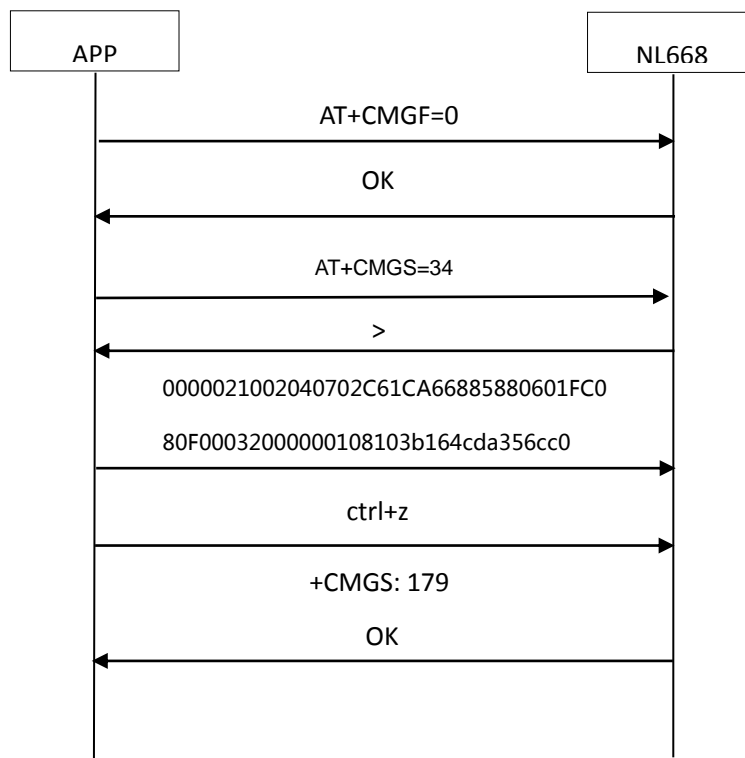 APP
NL668
AT+CMGF=0
OK
AT+CMGS=34
>
0000021002040702C61CA66885880601FC0
80F00032000000108103b164cda356cc0
ctrl+z
+CMGS: 179
OK